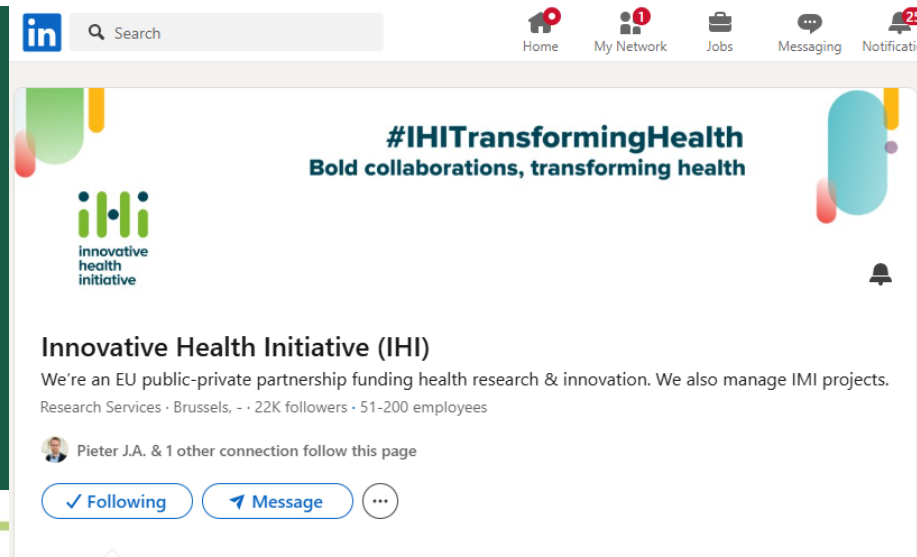 in
Search
1
25
Home
My Network
Jobs
Messaging
#IHITransformingHealth
Bold collaborations, transforming health
ihi
innovative
health
initiative
Innovative Health Initiative (IHI)
We're an EU public-private partnership funding health research & innovation. We also manage IMI projects.
Research Services · Brussels, - · 22K followers · 51-200 employees
Pieter J.A. & 1 other connection follow this page
Following
Message